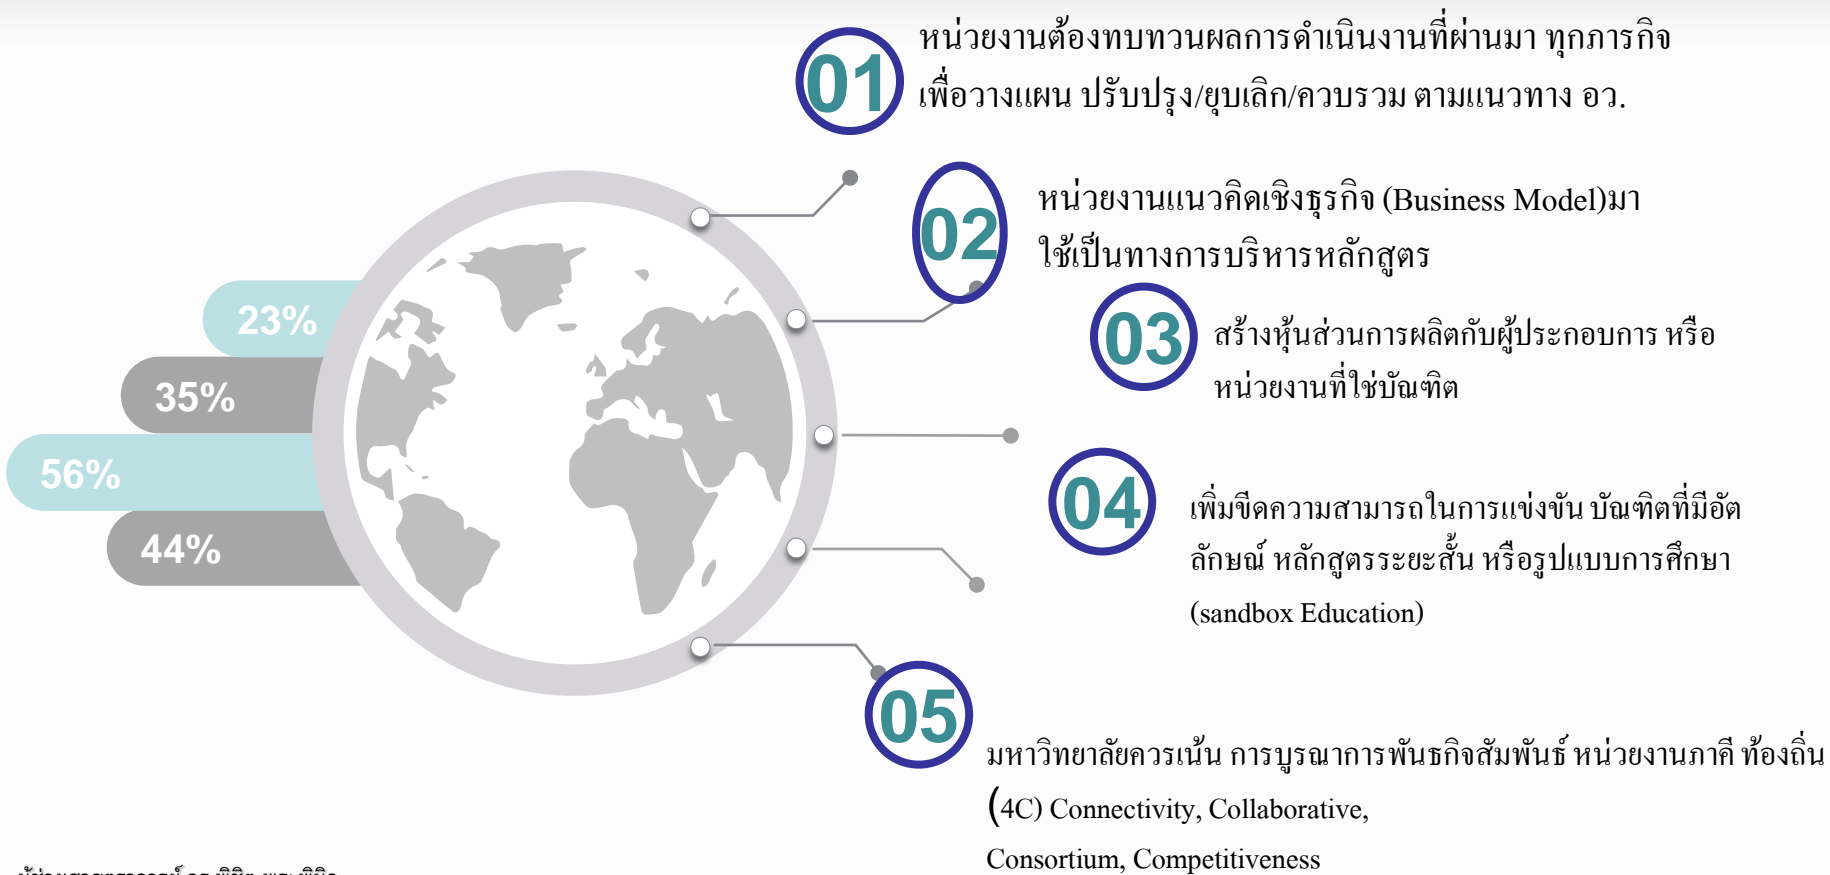 01
หน่วยงานต้องทบทวนผลการดำเนินงานที่ผ่านมา ทุกภารกิจ
เพื่อวางแผน ปรับปรุง/ยุบเลิก/ควบรวม ตามแนวทาง อว.
02
หน่วยงานแนวคิดเชิงธุรกิจ (Business Model)มา
ใช้เป็นทางการบริหารหลักสูตร
23%
35%
56%
44%
03
สร้างหุ้นส่วนการผลิตกับผู้ประกอบการ หรือ
หน่วยงานที่ใช่บัณฑิต
04
เพิ่มขีดความสามารถในการแข่งขัน บัณฑิตที่มีอัต
ลักษณ์ หลักสูตรระยะสั้น หรือรูปแบบการศึกษา
(sandbox Education)
05
มหาวิทยาลัยควรเน้น การบูรณาการพันธกิจสัมพันธ์ หน่วยงานภาคี ท้องถิ่น
(4C) Connectivity, Collaborative,
Consortium, Competitiveness